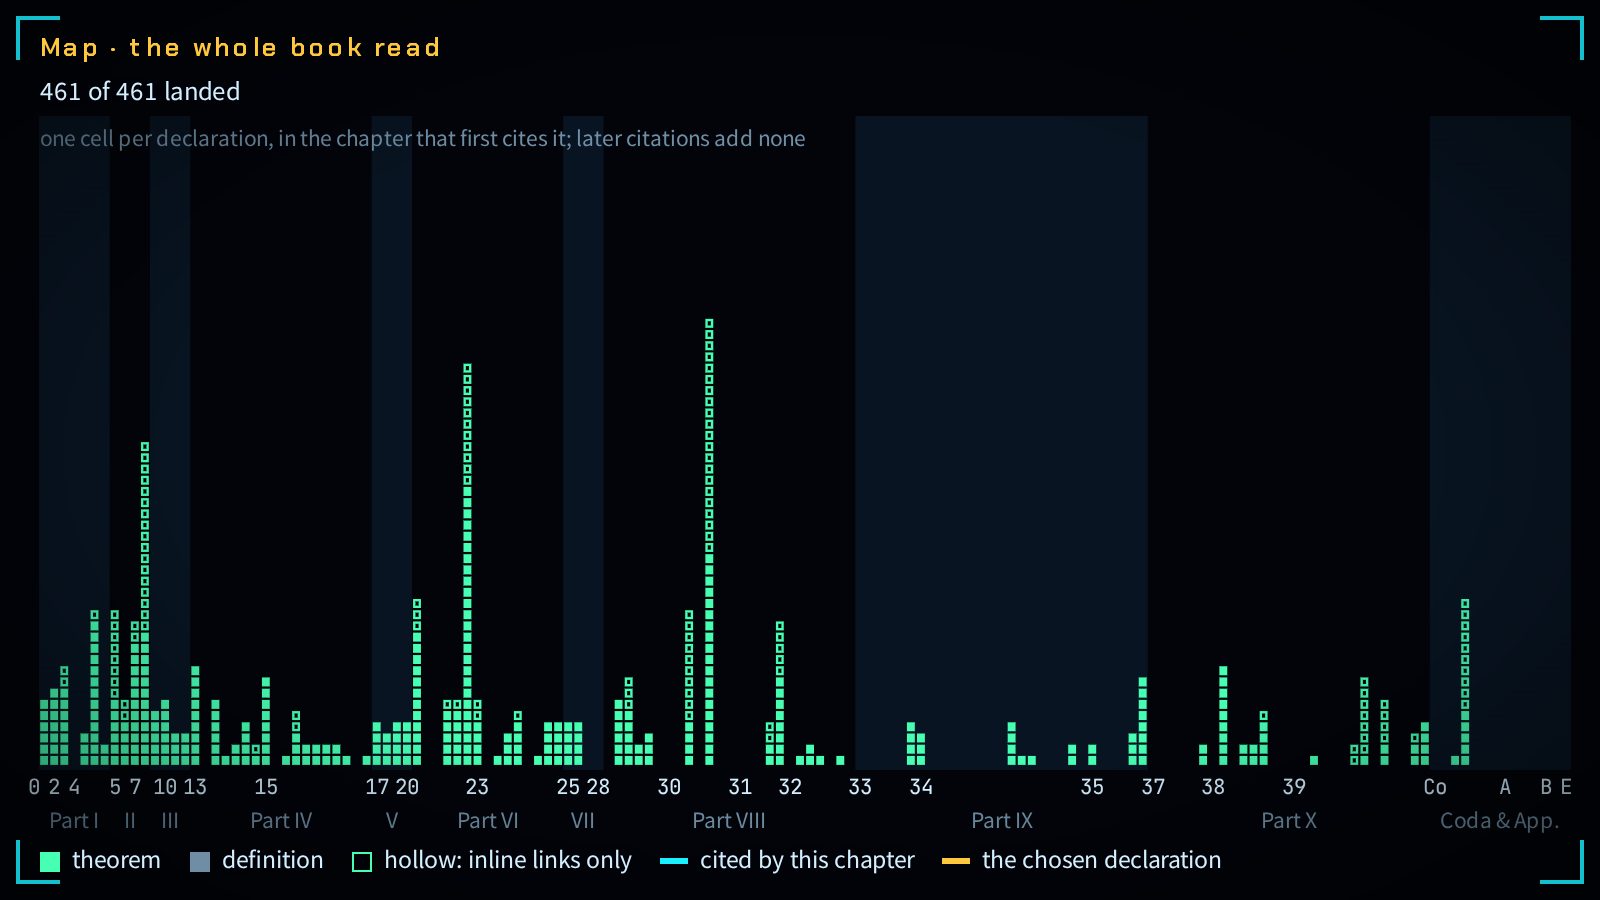 Map · the whole book read
461 of 461 landed
one cell per declaration, in the chapter that first cites it; later citations add none
0 2 4 5 7 10 13 15 17 20 23 25 28 30 31 32 33 34 35 37 38 39 Co A B E
Part I II III Part IV V Part VI VII Part VIII Part IX Part X Coda & App.
theorem definition hollow: inline links only cited by this chapter the chosen declaration